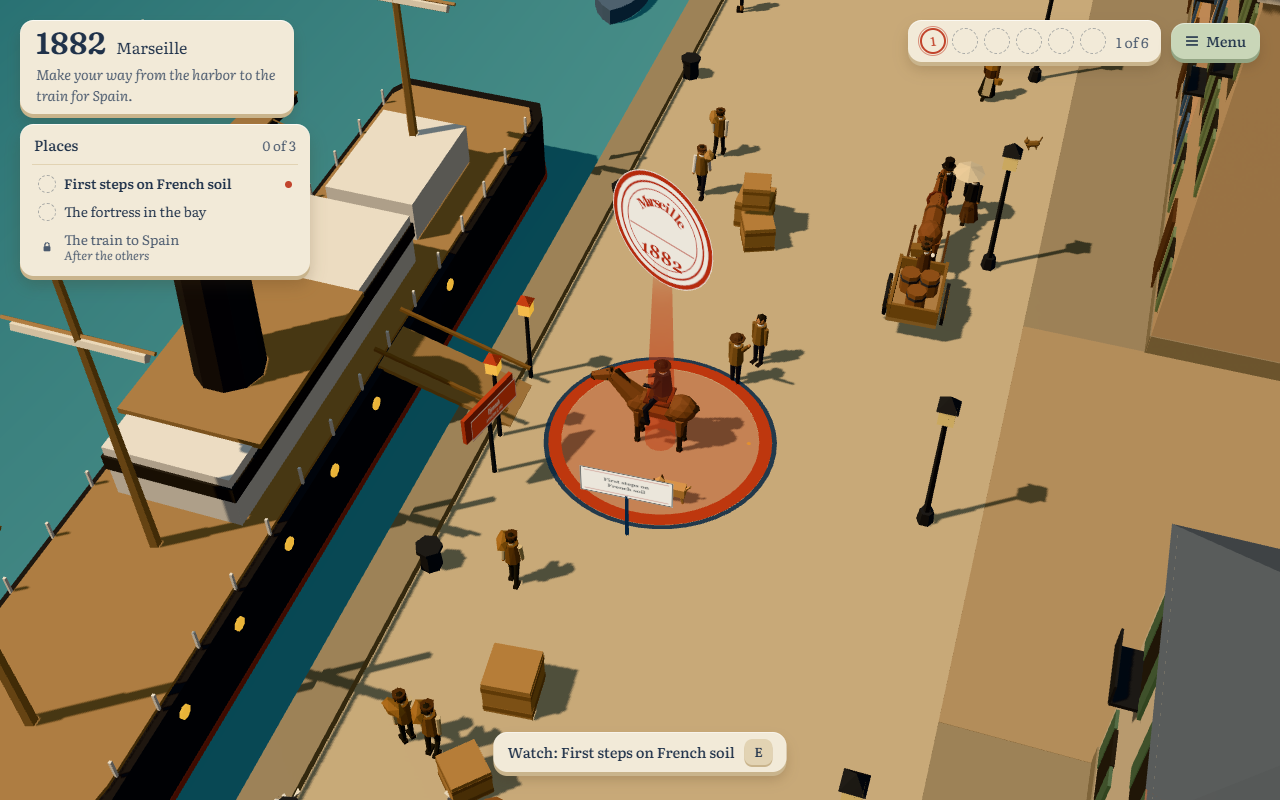 1882 Marseille
Make your way from the harbor to the
train for Spain.
Places 0 of 3
First steps on French soil
The fortress in the bay
The train to Spain
After the others
1 1 of 6
Menu
Marseille
1882
First steps on
French soil
Watch: First steps on French soil E